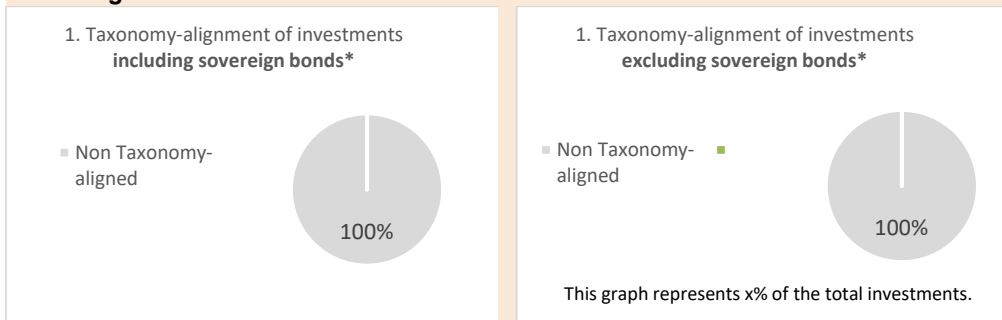 1. Taxonomy-alignment of investments
including sovereign bonds*
Non Taxonomy-
aligned
100%
1. Taxonomy-alignment of investments
excluding sovereign bonds*
Non Taxonomy-
aligned
100%
This graph represents x% of the total investments.